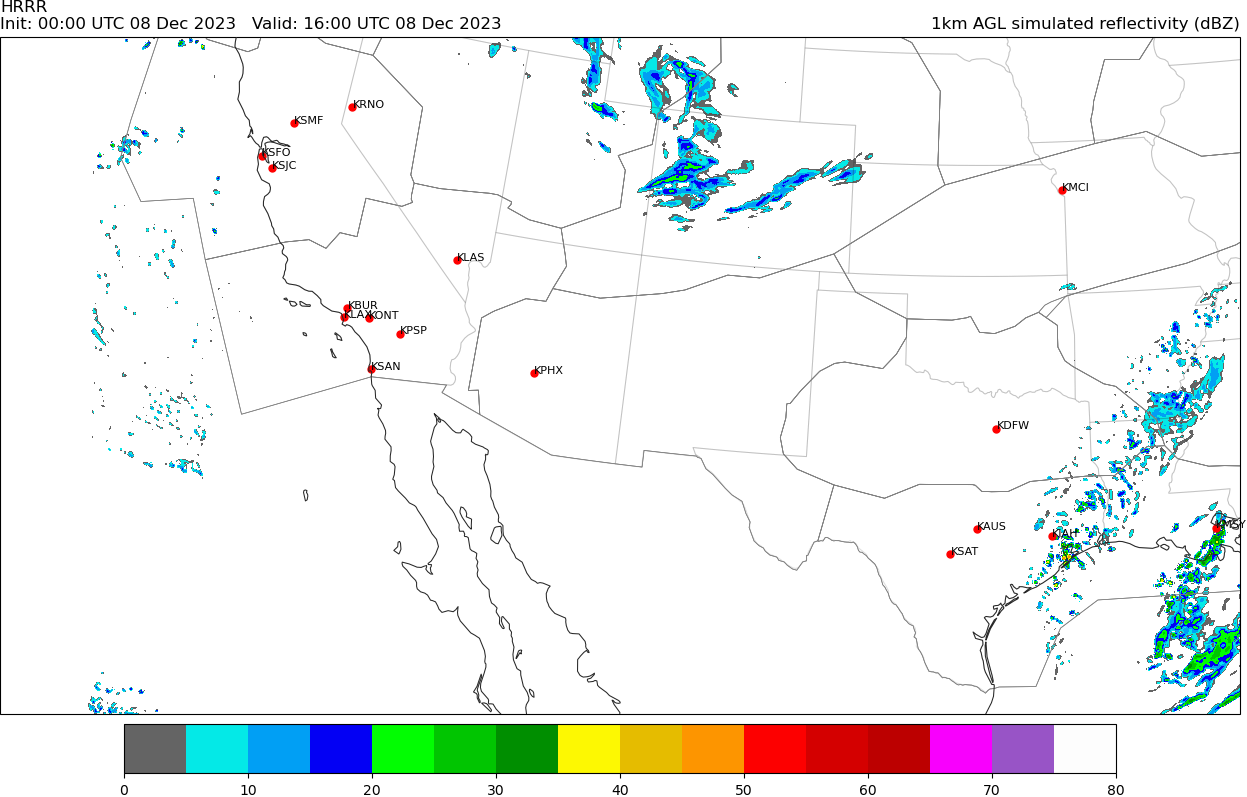 HRRR
Init: 00:00 UTC 08 Dec 2023   Valid: 16:00 UTC 08 Dec 2023
1km AGL simulated reflectivity (dBZ)
KRNO
KSMF
KSFO
KSJC
KMCI
KLAS
KBUR
KLAX
KONT
KPSP
KSAN
KPHX
KDFW
KMSY
KAUS
KIAH
KSAT
0 10 20 30 40 50 60 70 80